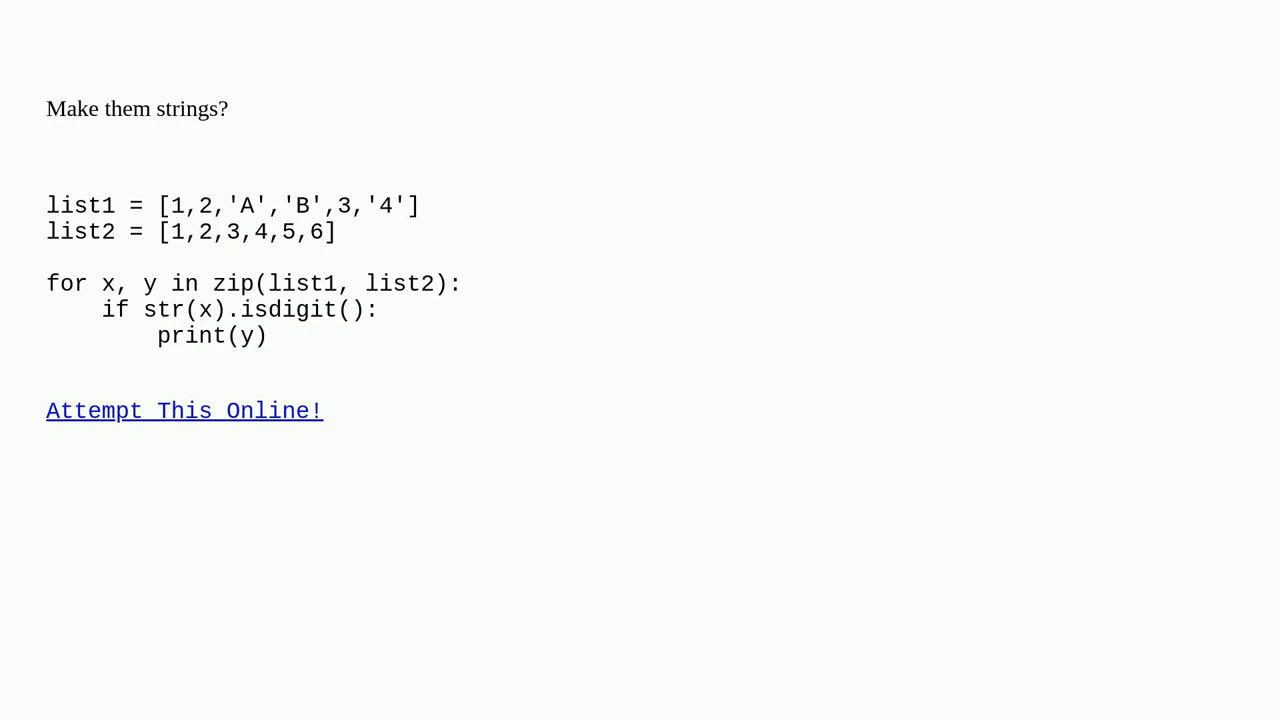 Make them strings?
list1 = [1,2,'A','B',3,'4']
list2 = [1,2,3,4,5,6]
for x, y in zip(list1, list2):
    if str(x).isdigit():
        print(y)
Attempt This Online!